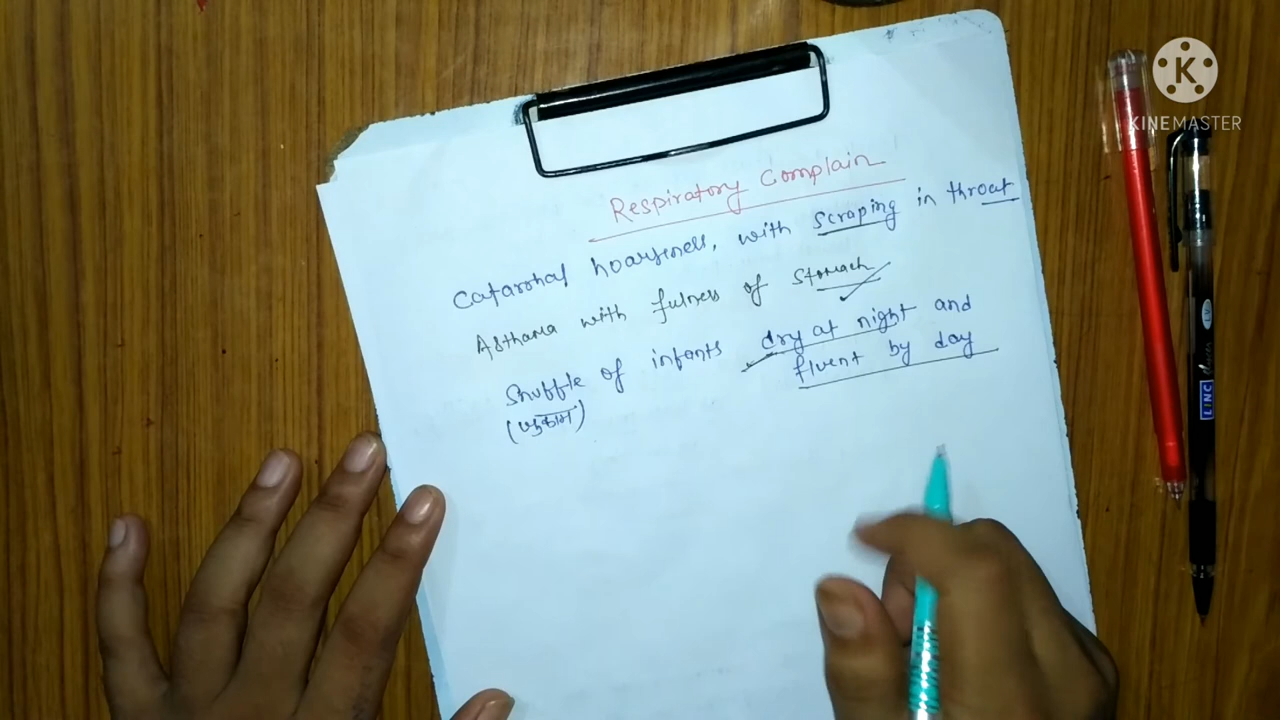 Respiratory Complain
Catarrhal hoarseness, with scraping in throat
Asthama with fulness of stomach
Snuffle of infants dry at night and
fluent by day
(जुकाम)
K
KINEMASTER
LINC